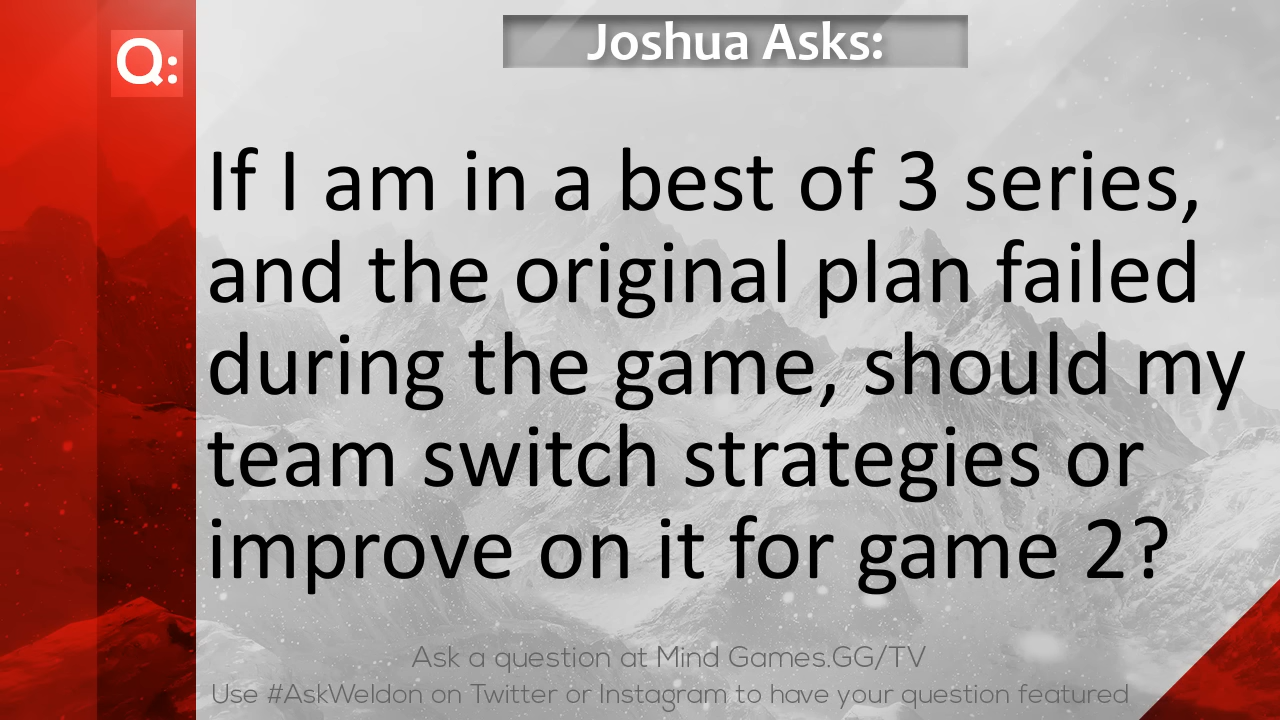 Q:
Joshua Asks:
If I am in a best of 3 series,
and the original plan failed
during the game, should my
team switch strategies or
improve on it for game 2?
Ask a question at Mind Games.GG/TV
Use #AskWeldon on Twitter or Instagram to have your question featured